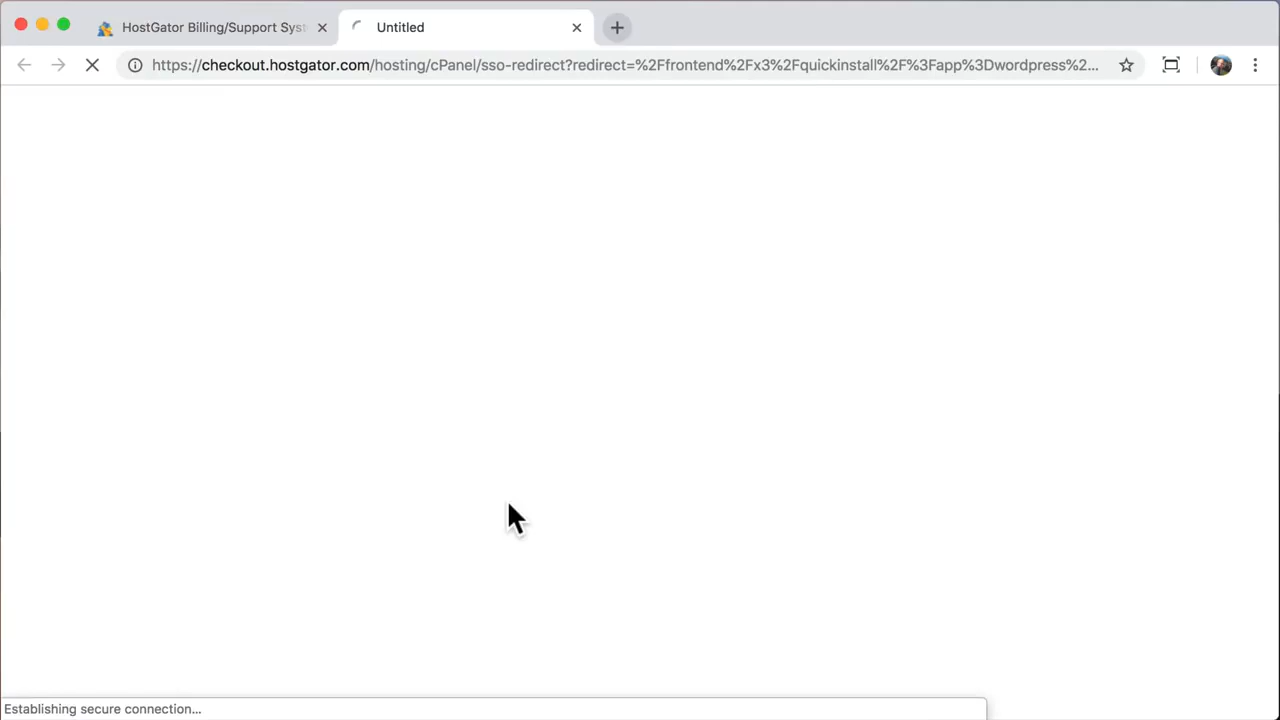 HostGator Billing/Support Syst
Untitled
https://checkout.hostgator.com/hosting/cPanel/sso-redirect?redirect=%2Ffrontend%2Fx3%2Fquickinstall%2F%3Fapp%3Dwordpress%2...
Establishing secure connection...